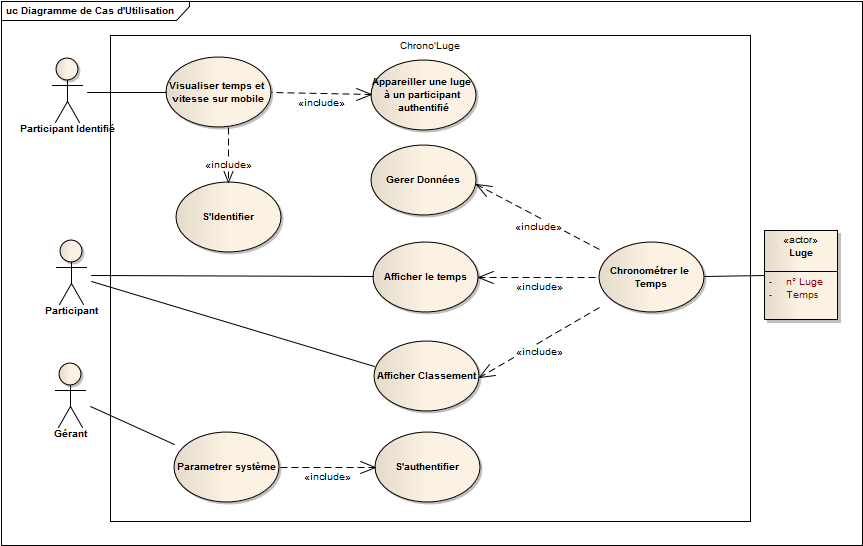 uc Diagramme de Cas d'Utilisation
Chrono'Luge
Visualiser temps et
vitesse sur mobile
«include»
Appareiller une luge
à un participant
authentifié
Participant Identifié
«include»
Gerer Données
S'Identifier
«include»
«actor»
Luge
- n° Luge
- Temps
Participant
Afficher le temps
«include»
Chronométrer le
Temps
«include»
Afficher Classement
Gérant
Parametrer système
«include»
S'authentifier